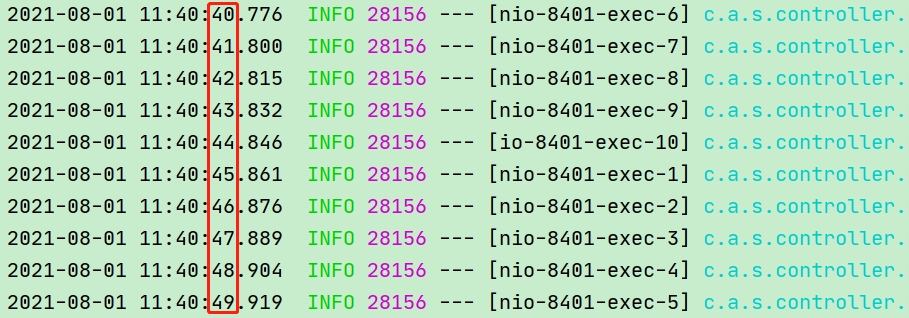 2021-08-01 11:40:40.776  INFO 28156 --- [nio-8401-exec-6] c.a.s.controller.
2021-08-01 11:40:41.800  INFO 28156 --- [nio-8401-exec-7] c.a.s.controller.
2021-08-01 11:40:42.815  INFO 28156 --- [nio-8401-exec-8] c.a.s.controller.
2021-08-01 11:40:43.832  INFO 28156 --- [nio-8401-exec-9] c.a.s.controller.
2021-08-01 11:40:44.846  INFO 28156 --- [io-8401-exec-10] c.a.s.controller.
2021-08-01 11:40:45.861  INFO 28156 --- [nio-8401-exec-1] c.a.s.controller.
2021-08-01 11:40:46.876  INFO 28156 --- [nio-8401-exec-2] c.a.s.controller.
2021-08-01 11:40:47.889  INFO 28156 --- [nio-8401-exec-3] c.a.s.controller.
2021-08-01 11:40:48.904  INFO 28156 --- [nio-8401-exec-4] c.a.s.controller.
2021-08-01 11:40:49.919  INFO 28156 --- [nio-8401-exec-5] c.a.s.controller.